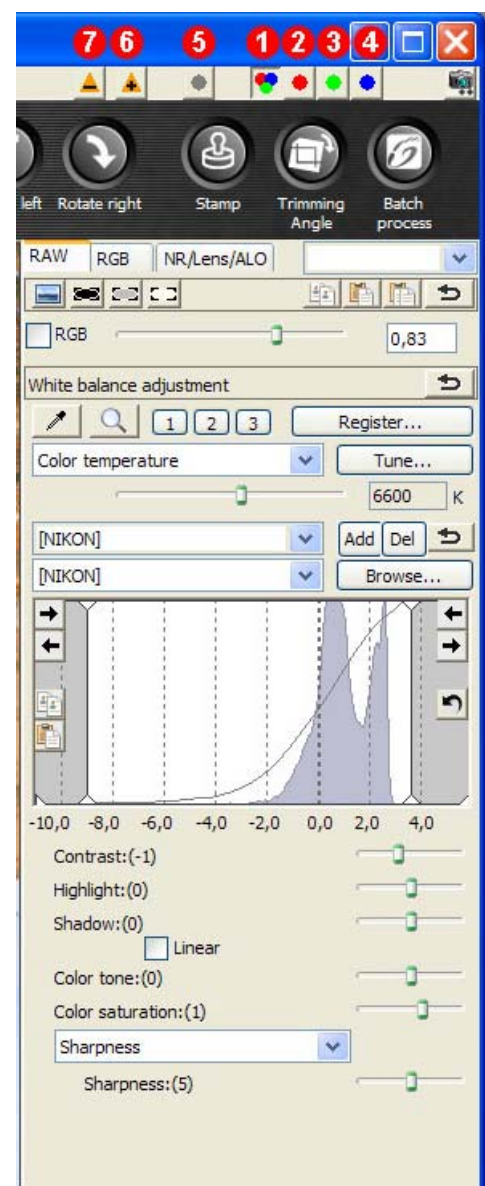 7 6 5 1 2 3 4
left Rotate right Stamp Trimming Angle Batch process
RAW RGB NR/Lens/ALO
RGB 0,83
White balance adjustment
1 2 3 Register...
Color temperature Tune...
6600 K
[NIKON] Add Del
[NIKON] Browse...
-10,0 -8,0 -6,0 -4,0 -2,0 0,0 2,0 4,0
Contrast:(-1)
Highlight:(0)
Shadow:(0)
Linear
Color tone:(0)
Color saturation:(1)
Sharpness
Sharpness:(5)